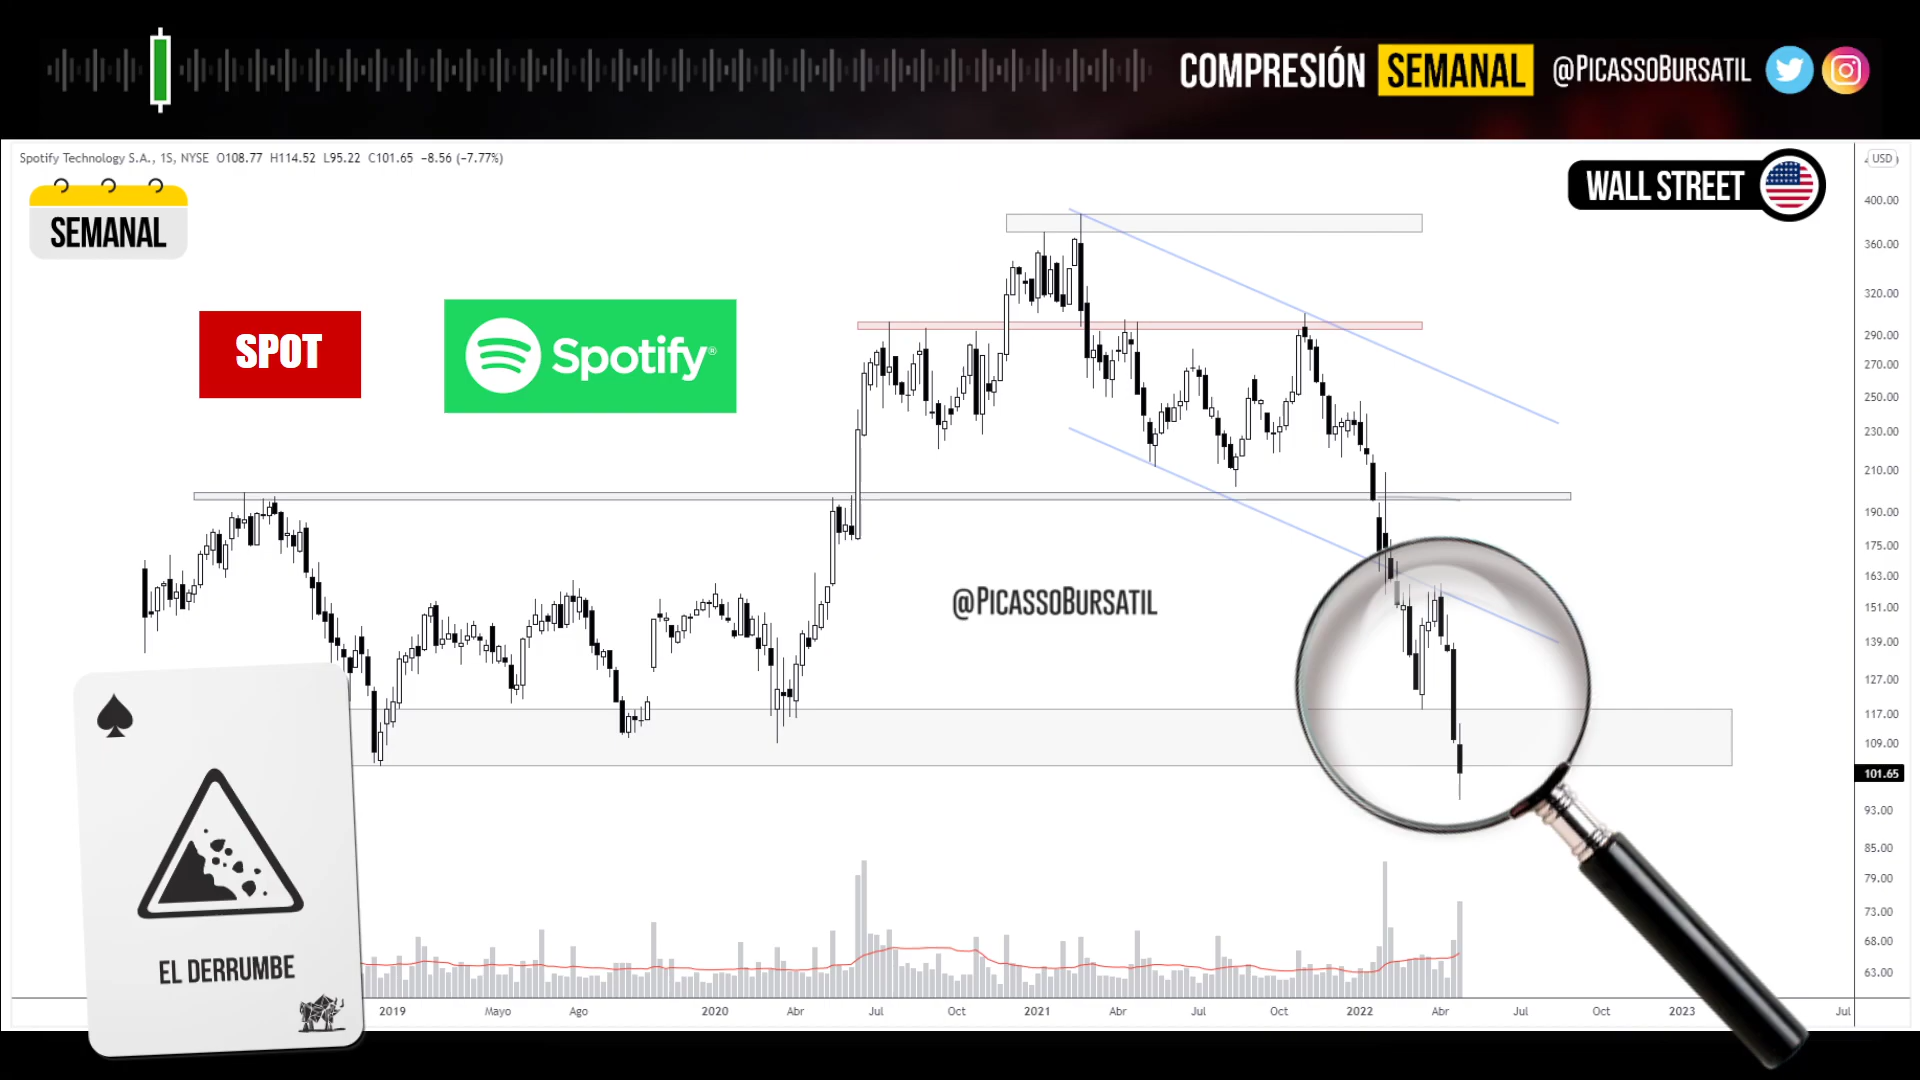 COMPRESIÓN SEMANAL @PICASSOBURSATIL
Spotify Technology S.A., 1S, NYSE O108.77 H114.52 L95.22 C101.65 −8.56 (−7.77%)
USD
WALL STREET
SEMANAL
SPOT
Spotify®
@PICASSOBURSATIL
400.00
360.00
320.00
290.00
270.00
250.00
230.00
210.00
190.00
175.00
163.00
151.00
139.00
127.00
117.00
109.00
101.65
93.00
85.00
79.00
73.00
68.00
63.00
EL DERRUMBE
2019 Mayo Ago 2020 Abr Jul Oct 2021 Abr Jul Oct 2022 Abr Jul Oct 2023 Jul